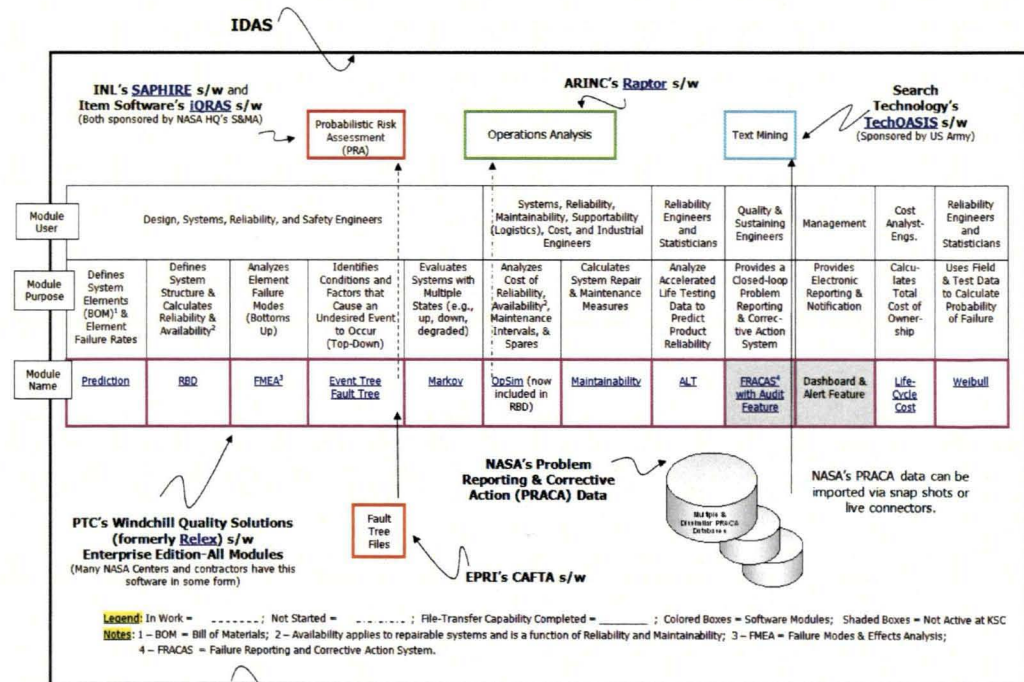 IDAS
INL's SAPHIRE s/w and
Item Software's iQRAS s/w
(Both sponsored by NASA HQ's S&MA)
Probabilistic Risk
Assessment
(PRA)
ARINC's Raptor s/w
Operations Analysis
Text Mining
Search
Technology's
TechOASIS s/w
(Sponsored by US Army)
Module
User
Design, Systems, Reliability, and Safety Engineers
Systems, Reliability,
Maintainability, Supportability
(Logistics), Cost, and Industrial
Engineers
Reliability
Engineers
and
Statisticians
Quality &
Sustaining
Engineers
Management
Cost
Analyst-
Engs.
Reliability
Engineers
and
Statisticians
Module
Purpose
Defines
System
Elements
(BOM)¹ &
Element
Failure Rates
Defines
System
Structure &
Calculates
Reliability &
Availability²
Analyzes
Element
Failure
Modes
(Bottoms
Up)
Identifies
Conditions and
Factors that
Cause an
Undesired Event
to Occur
(Top-Down)
Evaluates
Systems with
Multiple
States (e.g.,
up, down,
degraded)
Analyzes
Cost of
Reliability,
Availability²,
Maintenance
Intervals, &
Spares
Calculates
System Repair
& Maintenance
Measures
Analyze
Accelerated
Life Testing
Data to
Predict
Product
Reliability
Provides a
Closed-loop
Problem
Reporting
& Correc-
tive Action
System
Provides
Electronic
Reporting &
Notification
Calcu-
lates
Total
Cost of
Owner-
ship
Uses Field
& Test Data
to Calculate
Probability
of Failure
Module
Name
Prediction
RBD
FMEA³
Event Tree
Fault Tree
Markov
OpSim (now
included in
RBD)
Maintainability
ALT
FRACAS⁴
with Audit
Feature
Dashboard &
Alert Feature
Life-
Cycle
Cost
Weibull
PTC's Windchill Quality Solutions
(formerly Relex) s/w
Enterprise Edition-All Modules
(Many NASA Centers and contractors have this
software in some form)
Fault
Tree
Files
EPRI's CAFTA s/w
NASA's Problem
Reporting & Corrective
Action (PRACA) Data
Multiple &
Dissimilar PRACA
Databases
NASA's PRACA data can be
imported via snap shots or
live connectors.
Legend: In Work = _ _ _ _ _ _ _ ; Not Started = _ . _ . _ . _ ; File-Transfer Capability Completed = ________ ; Colored Boxes = Software Modules; Shaded Boxes = Not Active at KSC
Notes: 1 – BOM = Bill of Materials; 2 – Availability applies to repairable systems and is a function of Reliability and Maintainability; 3 – FMEA = Failure Modes & Effects Analysis;
4 – FRACAS = Failure Reporting and Corrective Action System.